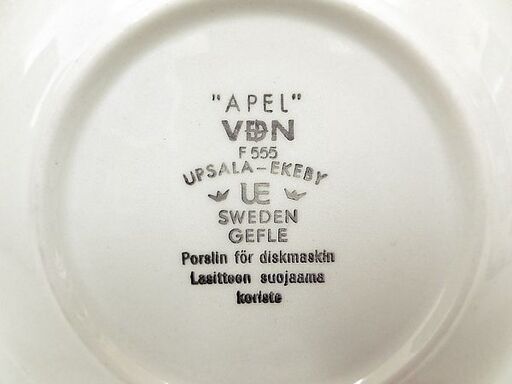 "APEL"
VDN
F 555
UPSALA-EKEBY
UE
SWEDEN
GEFLE
Porslin för diskmaskin
Lasitteen suojaama
koriste